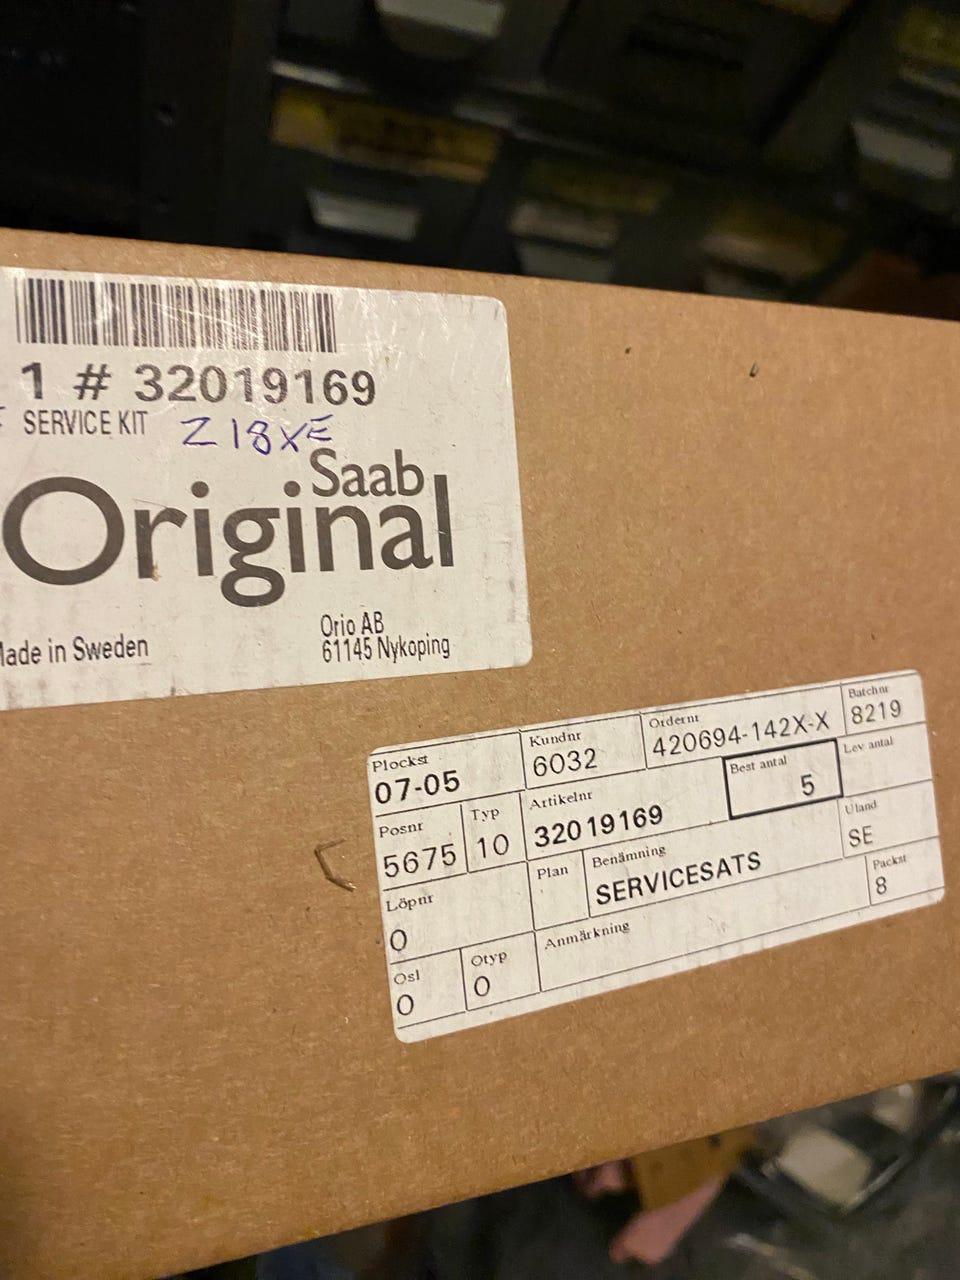 1 # 32019169
SERVICE KIT Z18XE
Saab
Original
Made in Sweden
Orio AB
61145 Nykoping
Plockst
07-05
Kundnr
6032
Ordernr
420694-142X-X
Batchnr
8219
Posnr
5675
Typ
10
Artikelnr
32019169
Best antal
5
Lev antal
Löpnr
0
Plan
Benämning
SERVICESATS
Uland
SE
Packst
8
Osl
0
Otyp
0
Anmärkning